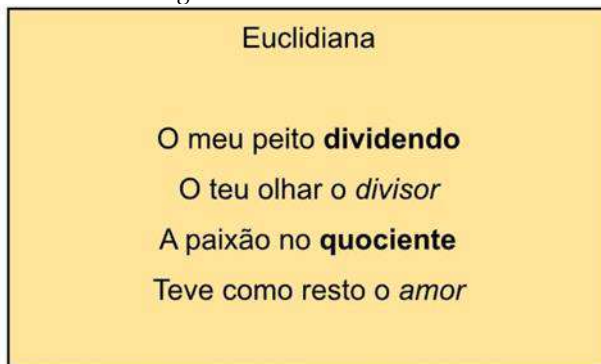 Euclidiana
O meu peito dividendo
O teu olhar o divisor
A paixão no quociente
Teve como resto o amor